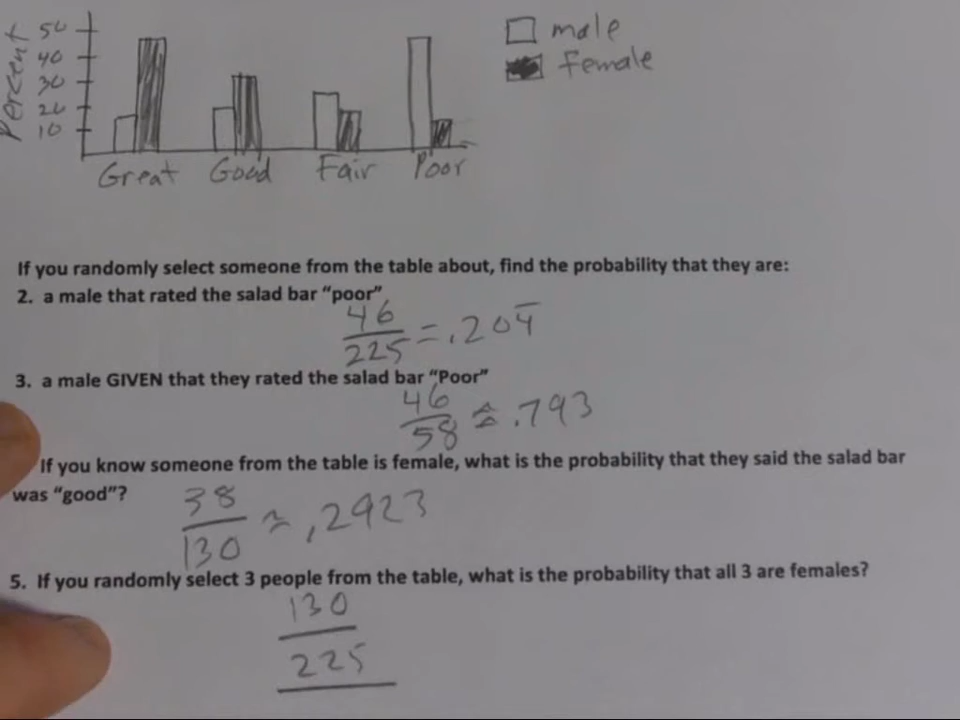 Percent
50
40
30
20
10
male
Female
Great Good Fair Poor
If you randomly select someone from the table about, find the probability that they are:
2. a male that rated the salad bar “poor”
46
225 = .204̅
3. a male GIVEN that they rated the salad bar “Poor”
46
58 ≈ .793
If you know someone from the table is female, what is the probability that they said the salad bar
was “good”?
38
130 ≈ .2923
5. If you randomly select 3 people from the table, what is the probability that all 3 are females?
130
225